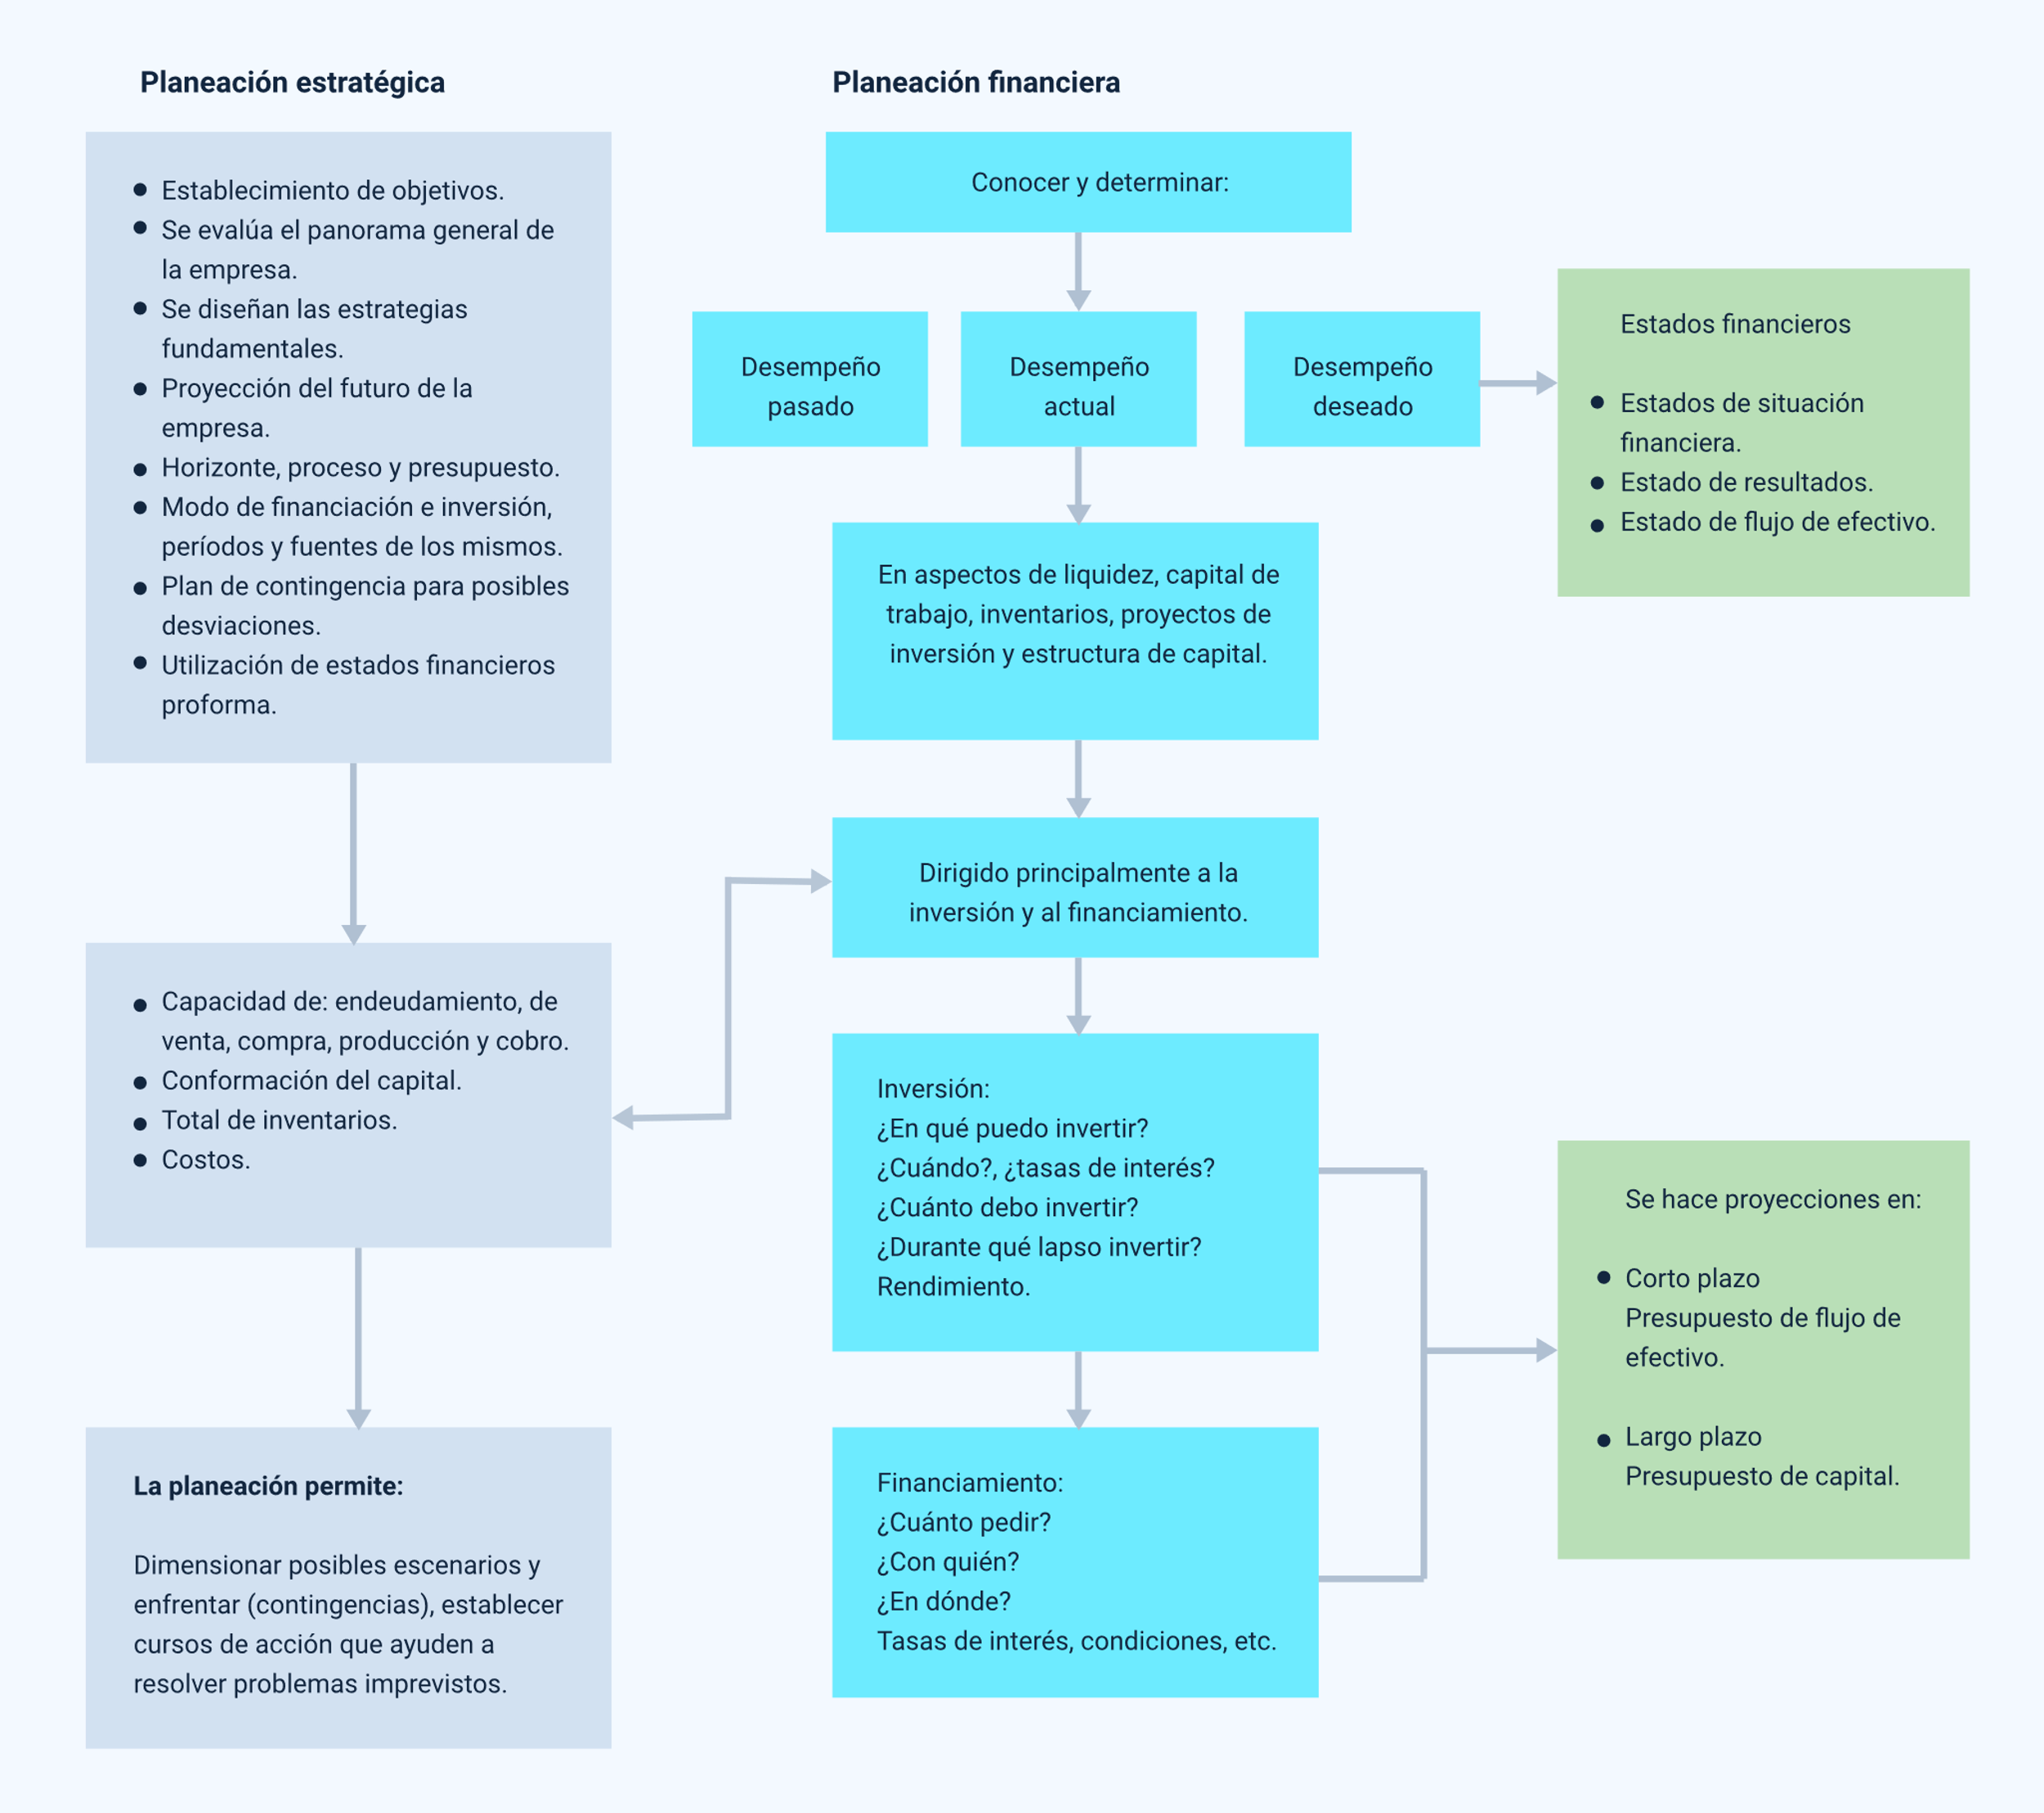 Planeación estratégica
Establecimiento de objetivos.
Se evalúa el panorama general de
la empresa.
Se diseñan las estrategias
fundamentales.
Proyección del futuro de la
empresa.
Horizonte, proceso y presupuesto.
Modo de financiación e inversión,
períodos y fuentes de los mismos.
Plan de contingencia para posibles
desviaciones.
Utilización de estados financieros
proforma.
Capacidad de: endeudamiento, de
venta, compra, producción y cobro.
Conformación del capital.
Total de inventarios.
Costos.
La planeación permite:
Dimensionar posibles escenarios y
enfrentar (contingencias), establecer
cursos de acción que ayuden a
resolver problemas imprevistos.
Planeación financiera
Conocer y determinar:
Desempeño
pasado
Desempeño
actual
Desempeño
deseado
Estados financieros
Estados de situación
financiera.
Estado de resultados.
Estado de flujo de efectivo.
En aspectos de liquidez, capital de
trabajo, inventarios, proyectos de
inversión y estructura de capital.
Dirigido principalmente a la
inversión y al financiamiento.
Inversión:
¿En qué puedo invertir?
¿Cuándo?, ¿tasas de interés?
¿Cuánto debo invertir?
¿Durante qué lapso invertir?
Rendimiento.
Financiamiento:
¿Cuánto pedir?
¿Con quién?
¿En dónde?
Tasas de interés, condiciones, etc.
Se hace proyecciones en:
Corto plazo
Presupuesto de flujo de
efectivo.
Largo plazo
Presupuesto de capital.